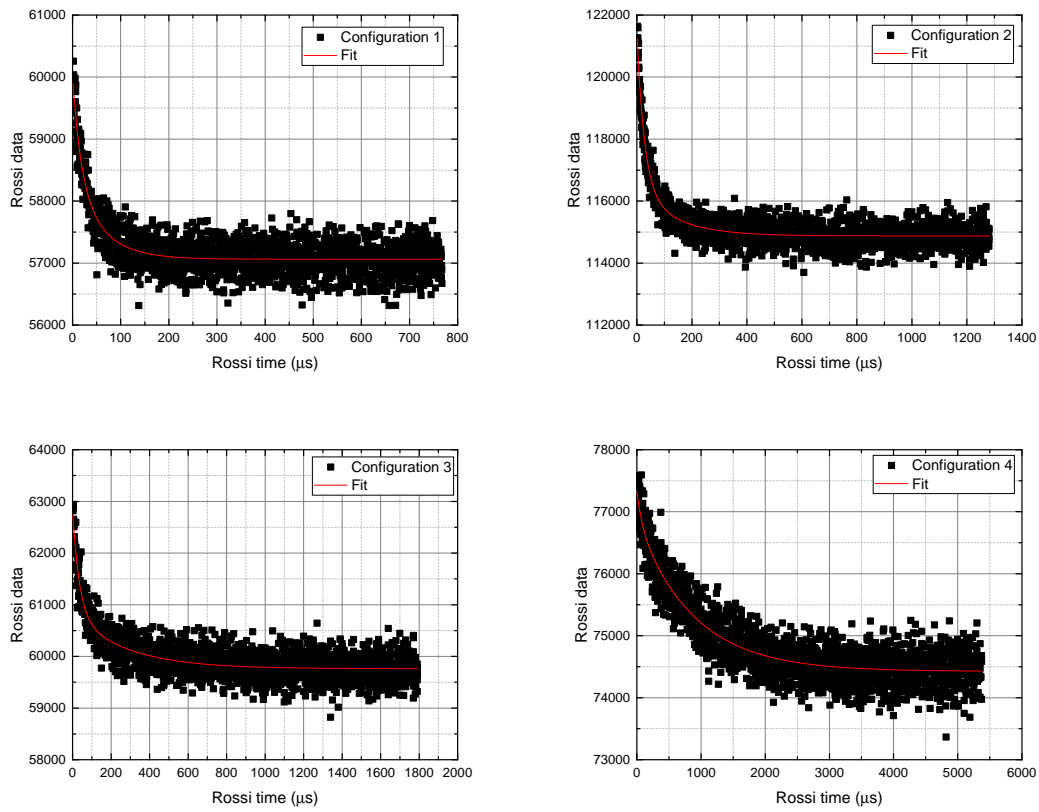 61000
60000
59000
58000
57000
56000
Rossi data
Configuration 1
Fit
0 100 200 300 400 500 600 700 800
Rossi time (μs)
122000
120000
118000
116000
114000
112000
Rossi data
Configuration 2
Fit
0 200 400 600 800 1000 1200 1400
Rossi time (μs)
64000
63000
62000
61000
60000
59000
58000
Rossi data
Configuration 3
Fit
0 200 400 600 800 1000 1200 1400 1600 1800 2000
Rossi time (μs)
78000
77000
76000
75000
74000
73000
Rossi data
Configuration 4
Fit
0 1000 2000 3000 4000 5000 6000
Rossi time (μs)